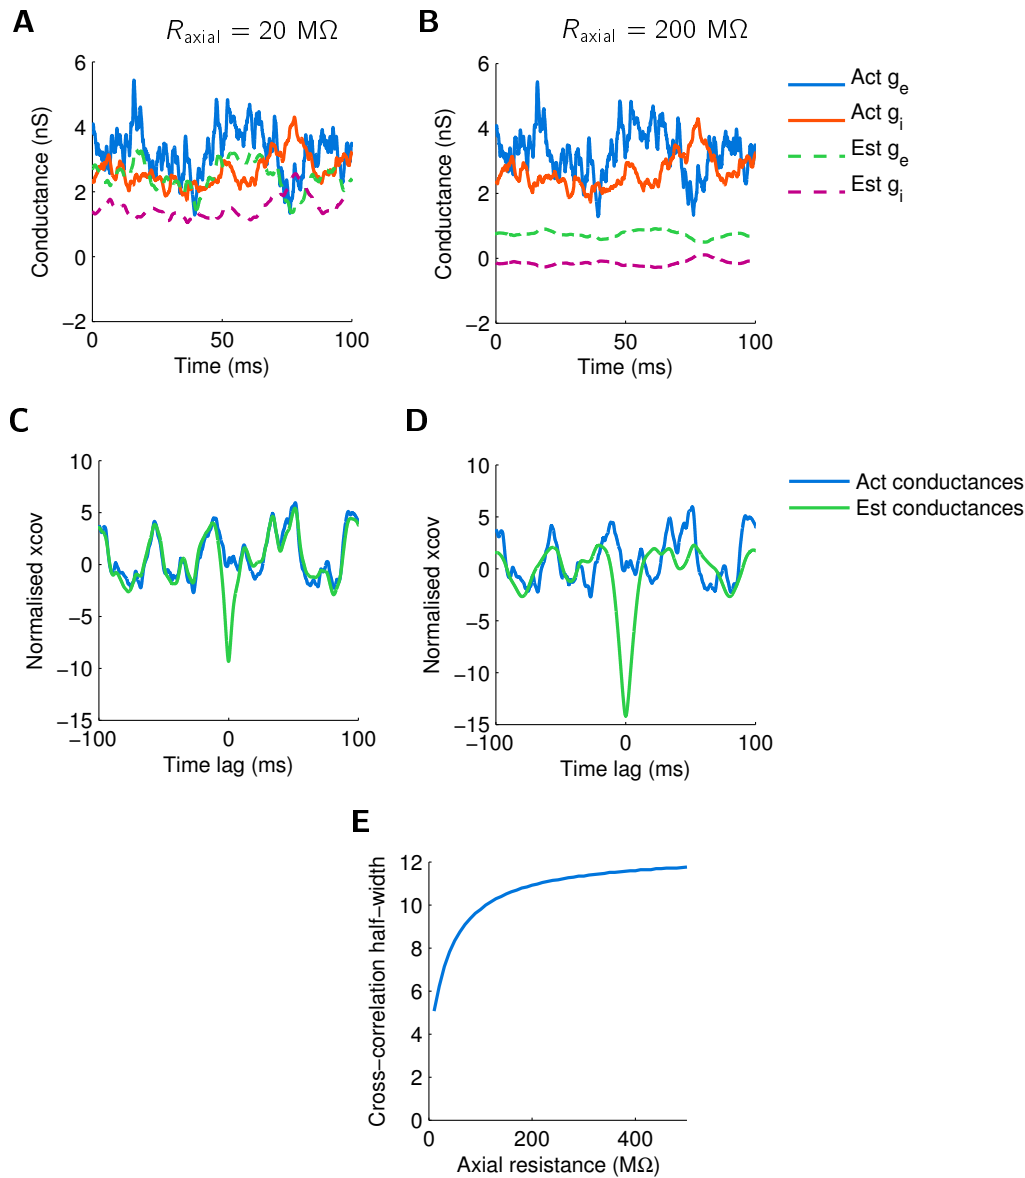 A
R_axial = 20 MΩ
B
R_axial = 200 MΩ
6
4
2
0
−2
0
50
100
Conductance (nS)
Time (ms)
6
4
2
0
−2
0
50
100
Conductance (nS)
Time (ms)
Act g_e
Act g_i
Est g_e
Est g_i
C
10
5
0
−5
−10
−15
−100
0
100
Normalised xcov
Time lag (ms)
D
10
5
0
−5
−10
−15
−100
0
100
Normalised xcov
Time lag (ms)
Act conductances
Est conductances
E
12
10
8
6
4
2
0
0
200
400
Cross−correlation half−width
Axial resistance (MΩ)